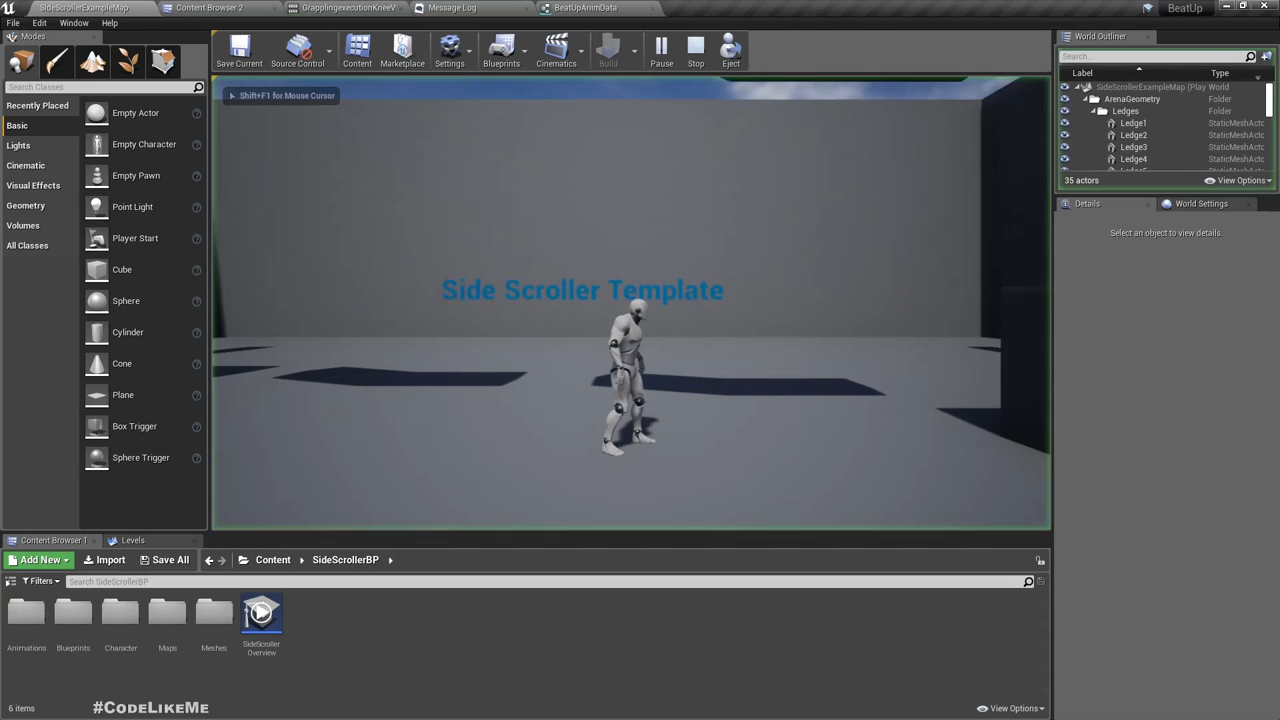 SideScrollerExampleMap
Content Browser 2
GrapplingexecutionKneeV
Message Log
BeatUpAnimData
BeatUp
File
Edit
Window
Help
Modes
Search Classes
Recently Placed
Basic
Lights
Cinematic
Visual Effects
Geometry
Volumes
All Classes
Empty Actor
Empty Character
Empty Pawn
Point Light
Player Start
Cube
Sphere
Cylinder
Cone
Plane
Box Trigger
Sphere Trigger
Save Current
Source Control
Content
Marketplace
Settings
Blueprints
Cinematics
Build
Pause
Stop
Eject
Shift+F1 for Mouse Cursor
Side Scroller Template
World Outliner
Search...
Label
Type
SideScrollerExampleMap (Play World
ArenaGeometry
Folder
Ledges
Folder
Ledge1
StaticMeshActo
Ledge2
StaticMeshActo
Ledge3
StaticMeshActo
Ledge4
StaticMeshActo
35 actors
View Options
Details
World Settings
Select an object to view details.
Content Browser 1
Levels
Add New
Import
Save All
Content
SideScrollerBP
Filters
Search SideScrollerBP
Animations
Blueprints
Character
Maps
Meshes
SideScroller
Overview
6 items
View Options
#CodeLikeMe